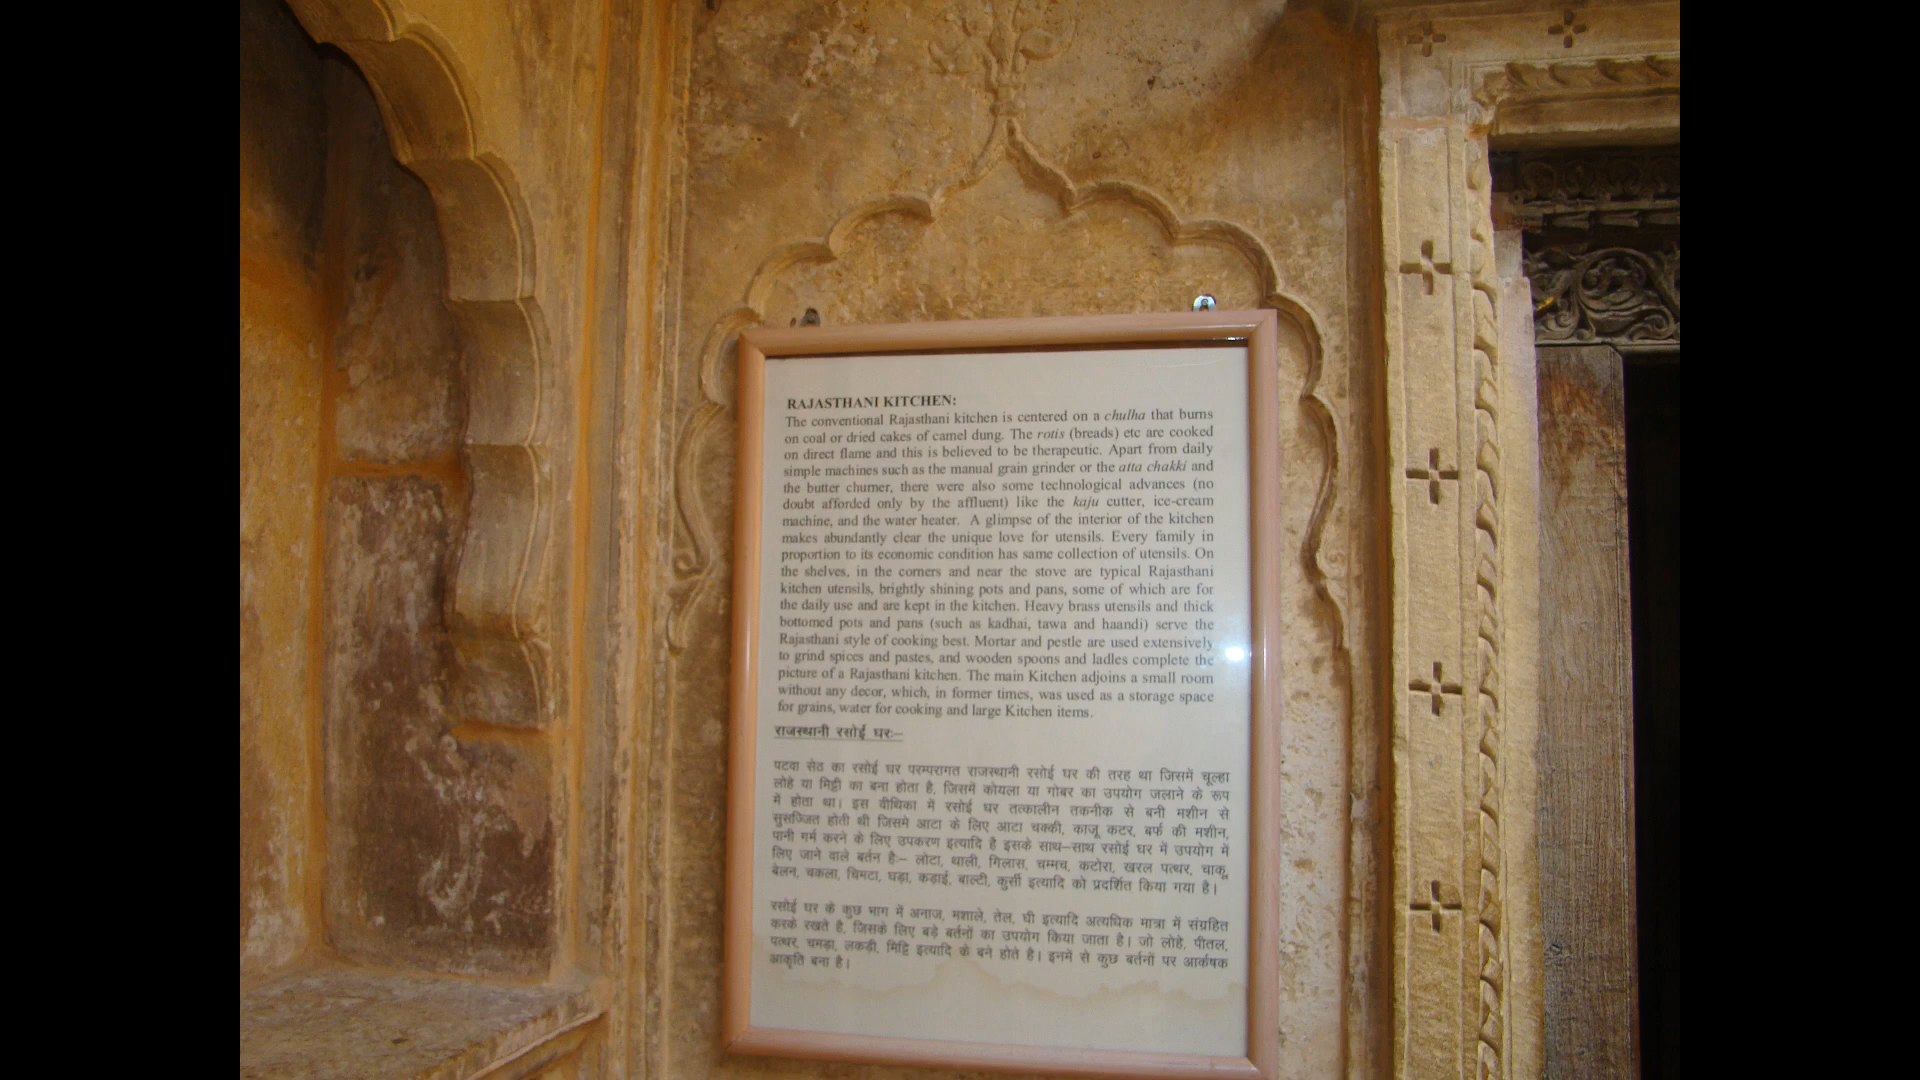 RAJASTHANI KITCHEN:
The conventional Rajasthani kitchen is centered on a chulha that burns
on coal or dried cakes of camel dung. The rotis (breads) etc are cooked
on direct flame and this is believed to be therapeutic. Apart from daily
simple machines such as the manual grain grinder or the atta chakki and
the butter churner, there were also some technological advances (no
doubt afforded only by the affluent) like the kaju cutter, ice-cream
machine, and the water heater. A glimpse of the interior of the kitchen
makes abundantly clear the unique love for utensils. Every family in
proportion to its economic condition has same collection of utensils. On
the shelves, in the corners and near the stove are typical Rajasthani
kitchen utensils, brightly shining pots and pans, some of which are for
the daily use and are kept in the kitchen. Heavy brass utensils and thick
bottomed pots and pans (such as kadhai, tawa and haandi) serve the
Rajasthani style of cooking best. Mortar and pestle are used extensively
to grind spices and pastes, and wooden spoons and ladles complete the
picture of a Rajasthani kitchen. The main Kitchen adjoins a small room
without any decor, which, in former times, was used as a storage space
for grains, water for cooking and large Kitchen items.
राजस्थानी रसोई घरः–
पटवा सेठ का रसोई घर परम्परागत राजस्थानी रसोई घर की तरह था जिसमें चूल्हा
लोहे या मिट्टी का बना होता है, जिसमें कोयला या गोबर का उपयोग जलाने के रूप
में होता था। इस वीथिका में रसोई घर तत्कालीन तकनीक से बनी मशीन से
सुसज्जित होती थी जिसमे आटा के लिए आटा चक्की, काजू कटर, बर्फ की मशीन,
पानी गर्म करने के लिए उपकरण इत्यादि है इसके साथ–साथ रसोई घर में उपयोग में
लिए जाने वाले बर्तन हैः– लोटा, थाली, गिलास, चम्मच, कटोरा, खरल पत्थर, चाकू,
बेलन, चकला, चिमटा, घड़ा, कड़ाई, बाल्टी, कुर्सी इत्यादि को प्रदर्शित किया गया है।
रसोई घर के कुछ भाग में अनाज, मशाले, तेल, घी इत्यादि अत्यधिक मात्रा में संग्रहित
करके रखते है, जिसके लिए बड़े बर्तनों का उपयोग किया जाता है। जो लोहे, पीतल,
पत्थर, चमड़ा, लकड़ी, मिट्टि इत्यादि के बने होते है। इनमें से कुछ बर्तनों पर आर्कषक
आकृति बना है।